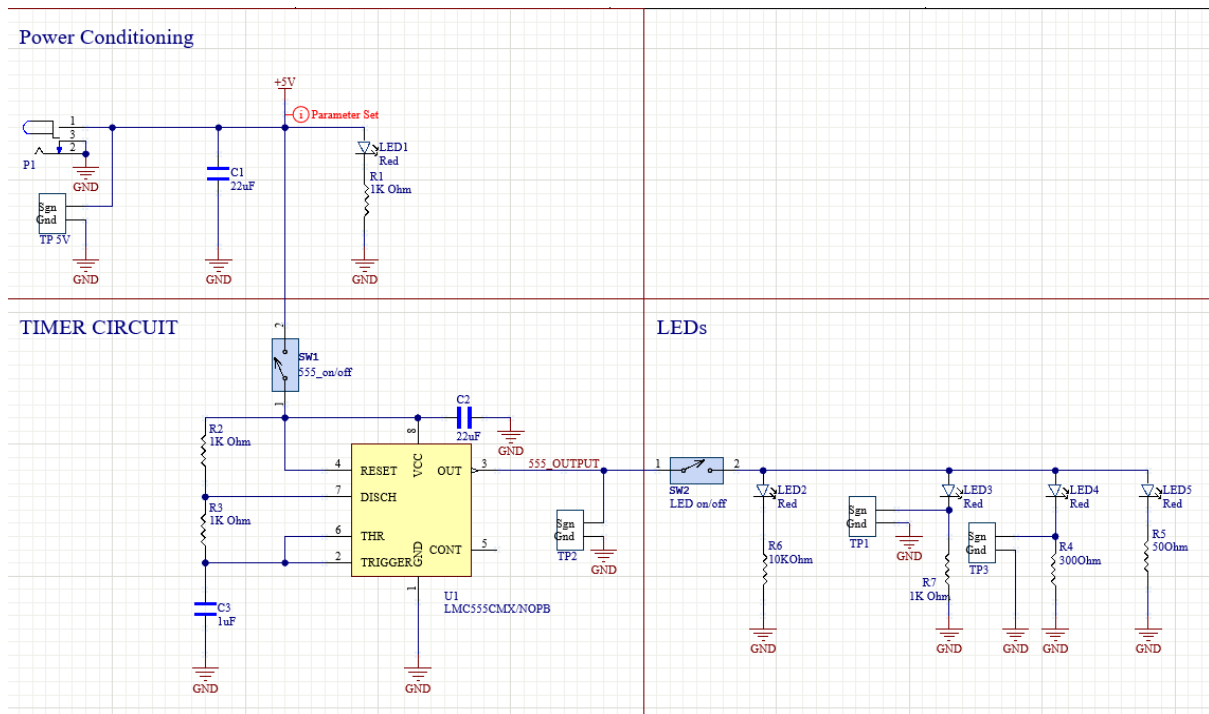 Power Conditioning
+5V
i Parameter Set
1
3
2
P1
GND
LED1
Red
C1
22uF
R1
1K Ohm
Sgn
Gnd
TP 5V
GND
GND
GND
TIMER CIRCUIT
LEDs
2
SW1
555_on/off
1
C2
22uF
GND
R2
1K Ohm
8
VCC
4
RESET
OUT
3
555_OUTPUT
7
DISCH
R3
1K Ohm
6
THR
CONT
5
2
TRIGGER
GND
1
U1
LMC555CMX/NOPB
C3
1uF
GND
GND
Sgn
Gnd
TP2
GND
1
2
SW2
LED on/off
LED2
Red
LED3
Red
LED4
Red
LED5
Red
Sgn
Gnd
TP1
GND
Sgn
Gnd
TP3
R6
10KOhm
R7
1K Ohm
R4
300Ohm
R5
50Ohm
GND
GND
GND
GND
GND